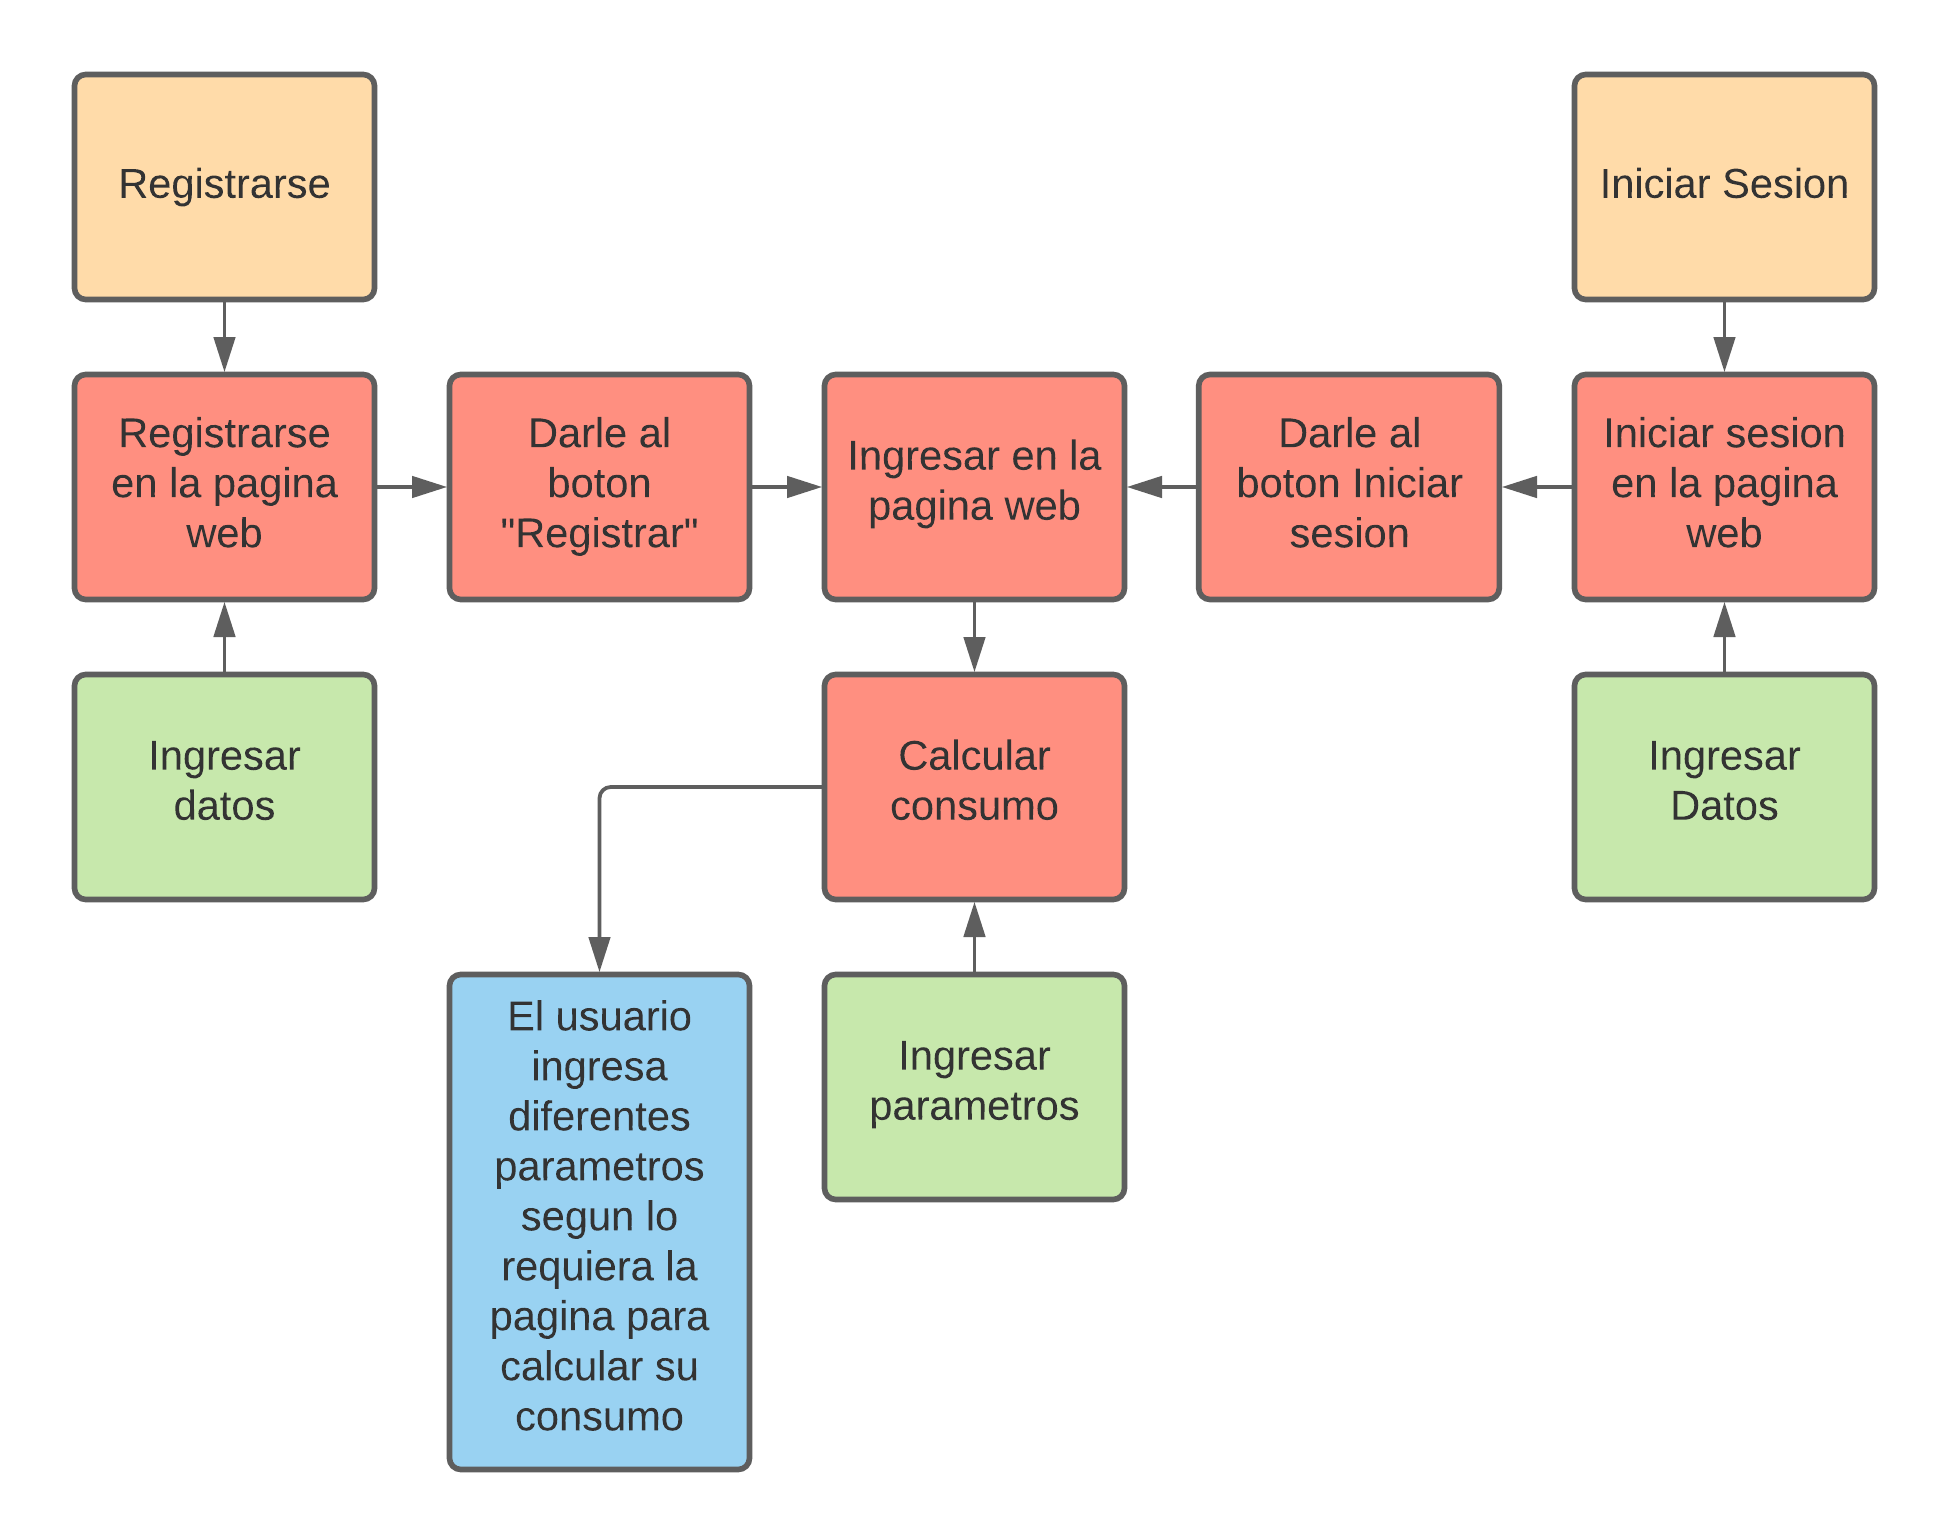 Registrarse
Iniciar Sesion
Registrarse
en la pagina
web
Darle al
boton
"Registrar"
Ingresar en la
pagina web
Darle al
boton Iniciar
sesion
Iniciar sesion
en la pagina
web
Ingresar
datos
Calcular
consumo
Ingresar
Datos
El usuario
ingresa
diferentes
parametros
segun lo
requiera la
pagina para
calcular su
consumo
Ingresar
parametros